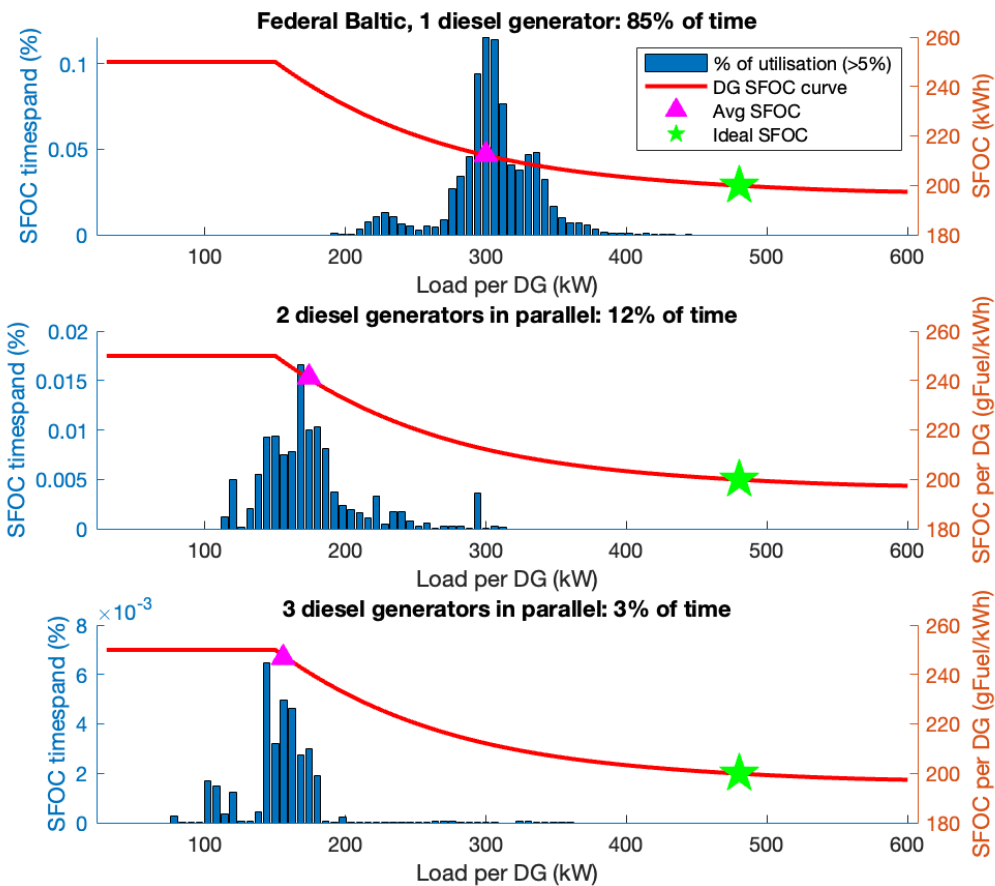 Federal Baltic, 1 diesel generator: 85% of time
SFOC timespand (%)
0.1
0.05
0
% of utilisation (>5%)
DG SFOC curve
Avg SFOC
Ideal SFOC
260
240
220
200
180
SFOC (kWh)
100 200 300 400 500 600
Load per DG (kW)
2 diesel generators in parallel: 12% of time
SFOC timespand (%)
0.02
0.015
0.01
0.005
0
260
240
220
200
180
SFOC per DG (gFuel/kWh)
100 200 300 400 500 600
Load per DG (kW)
3 diesel generators in parallel: 3% of time
×10-3
SFOC timespand (%)
8
6
4
2
0
260
240
220
200
180
SFOC per DG (gFuel/kWh)
100 200 300 400 500 600
Load per DG (kW)